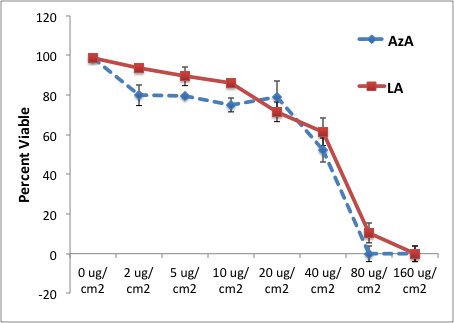 120
100
80
60
40
20
0
-20
Percent Viable
AzA
LA
0 ug/ 2 ug/ 5 ug/ 10 ug/ 20 ug/ 40 ug/ 80 ug/ 160 ug/
cm2 cm2 cm2 cm2 cm2 cm2 cm2 cm2